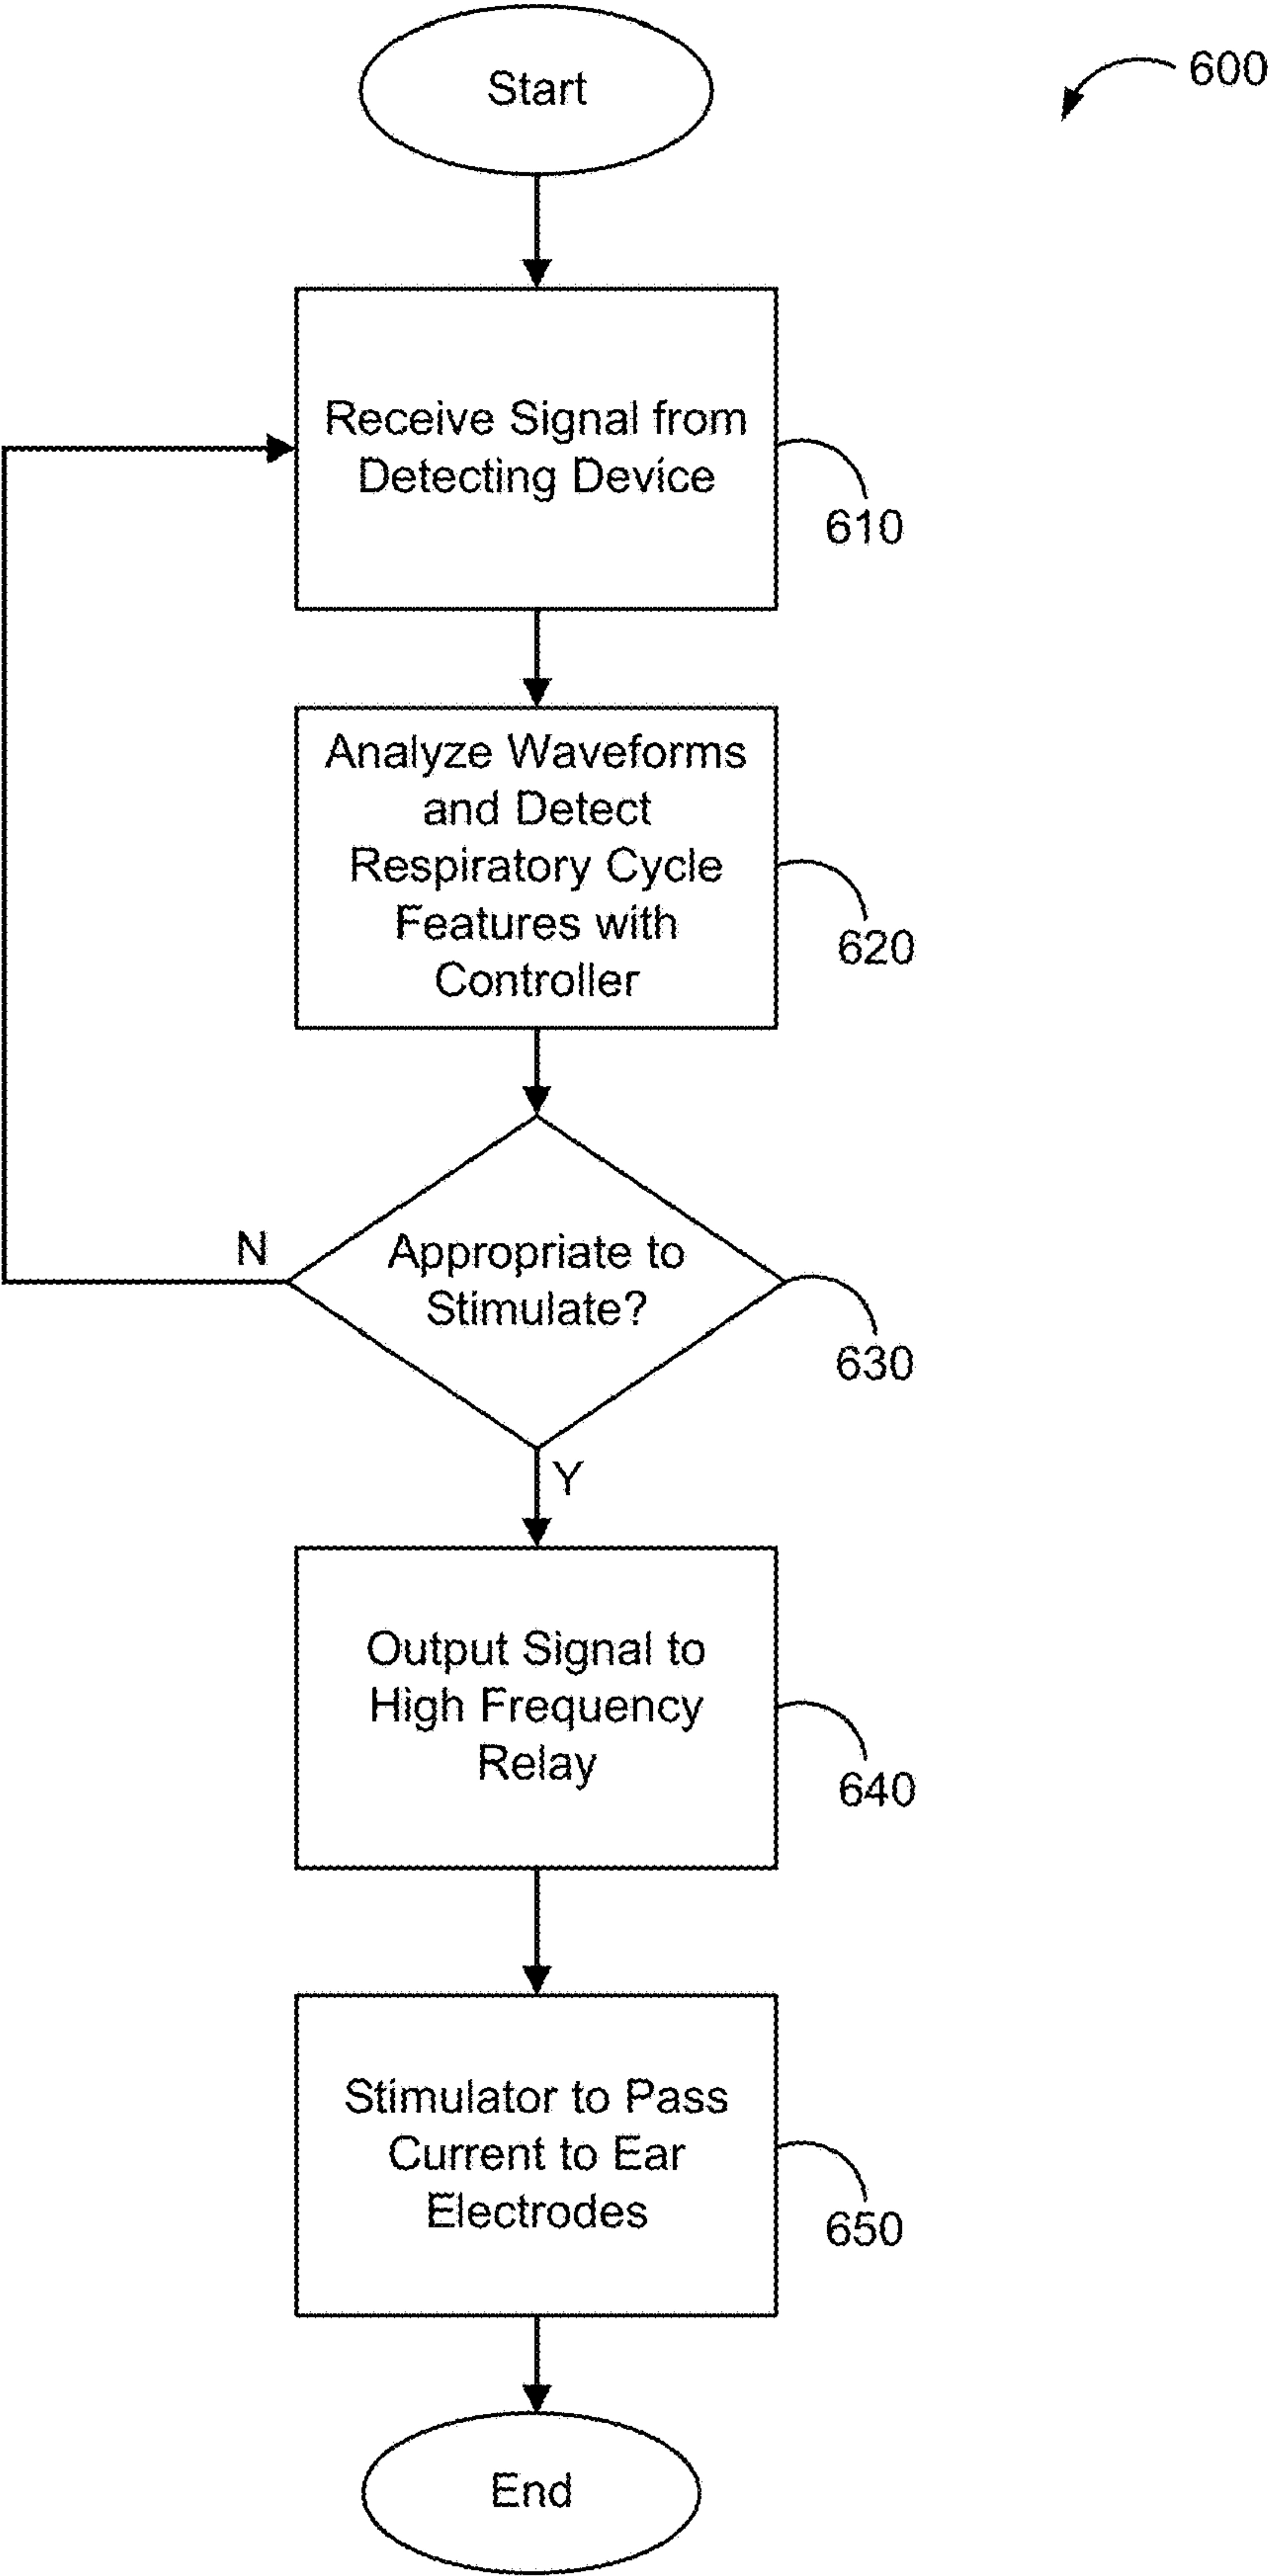 Start
600
Receive Signal from
Detecting Device
610
Analyze Waveforms
and Detect
Respiratory Cycle
Features with
Controller
620
N
Appropriate to
Stimulate?
630
Y
Output Signal to
High Frequency
Relay
640
Stimulator to Pass
Current to Ear
Electrodes
650
End